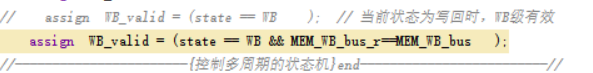 // assign WB_valid = (state == WB ); // 当前状态为写回时，WB级有效
assign WB_valid = (state == WB && MEM_WB_bus_r==MEM_WB_bus );
//————————————{控制多周期的状态机}end————————————//